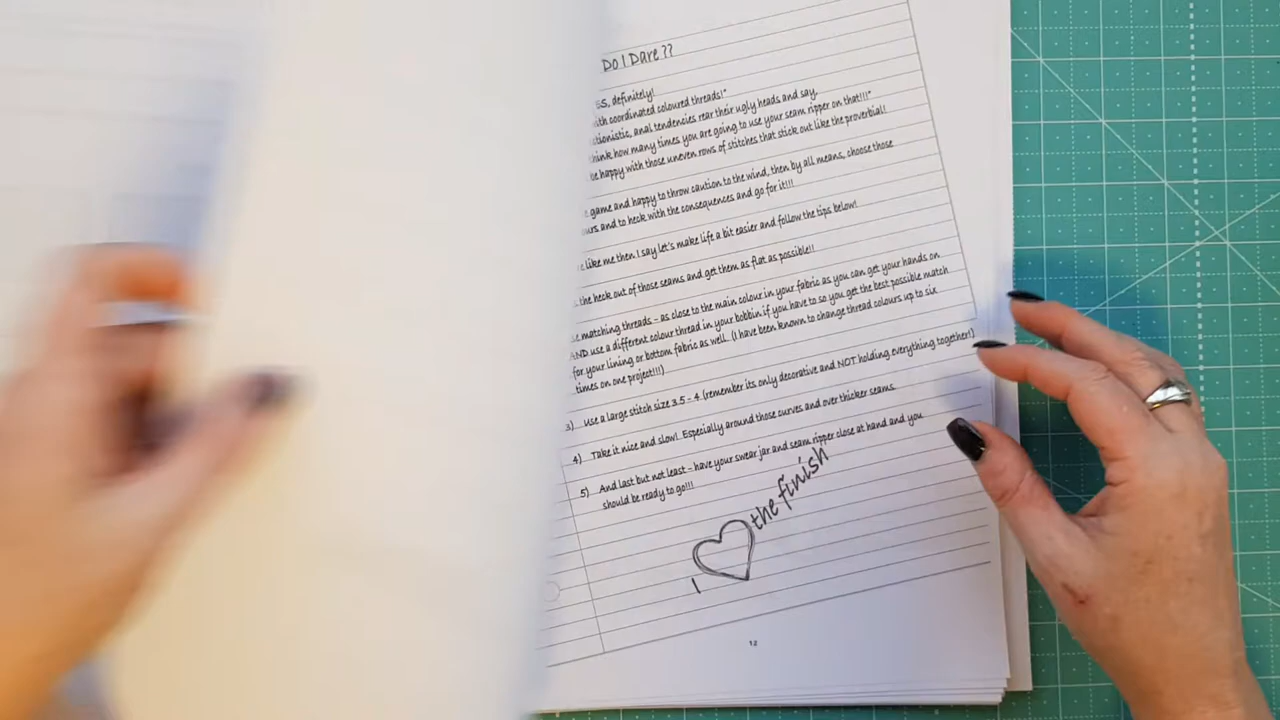 Do I Dare ??
S, definitely!
ith coordinated coloured threads!"
ctionistic, anal tendencies rear their ugly heads and say,
hink how many times you are going to use your seam ripper on that!!!"
e happy with those uneven rows of stitches that stick out like the proverbial!
game and happy to throw caution to the wind, then by all means, choose those
urs and to heck with the consequences and go for it!!!
like me then I say let's make life a bit easier and follow the tips below!
the heck out of those seams and get them as flat as possible!!
e matching threads – as close to the main colour in your fabric as you can get your hands on
AND use a different colour thread in your bobbin if you have to so you get the best possible match
for your lining or bottom fabric as well. (I have been known to change thread colours up to six
times on one project!!!)
3) use a large stitch size 3.5 – 4 (remember its only decorative and NOT holding everything together!)
4) Take it nice and slow! Especially around those curves and over thicker seams.
5) And last but not least – have your swear jar and seam ripper close at hand and you
should be ready to go!!!
I the finish
12